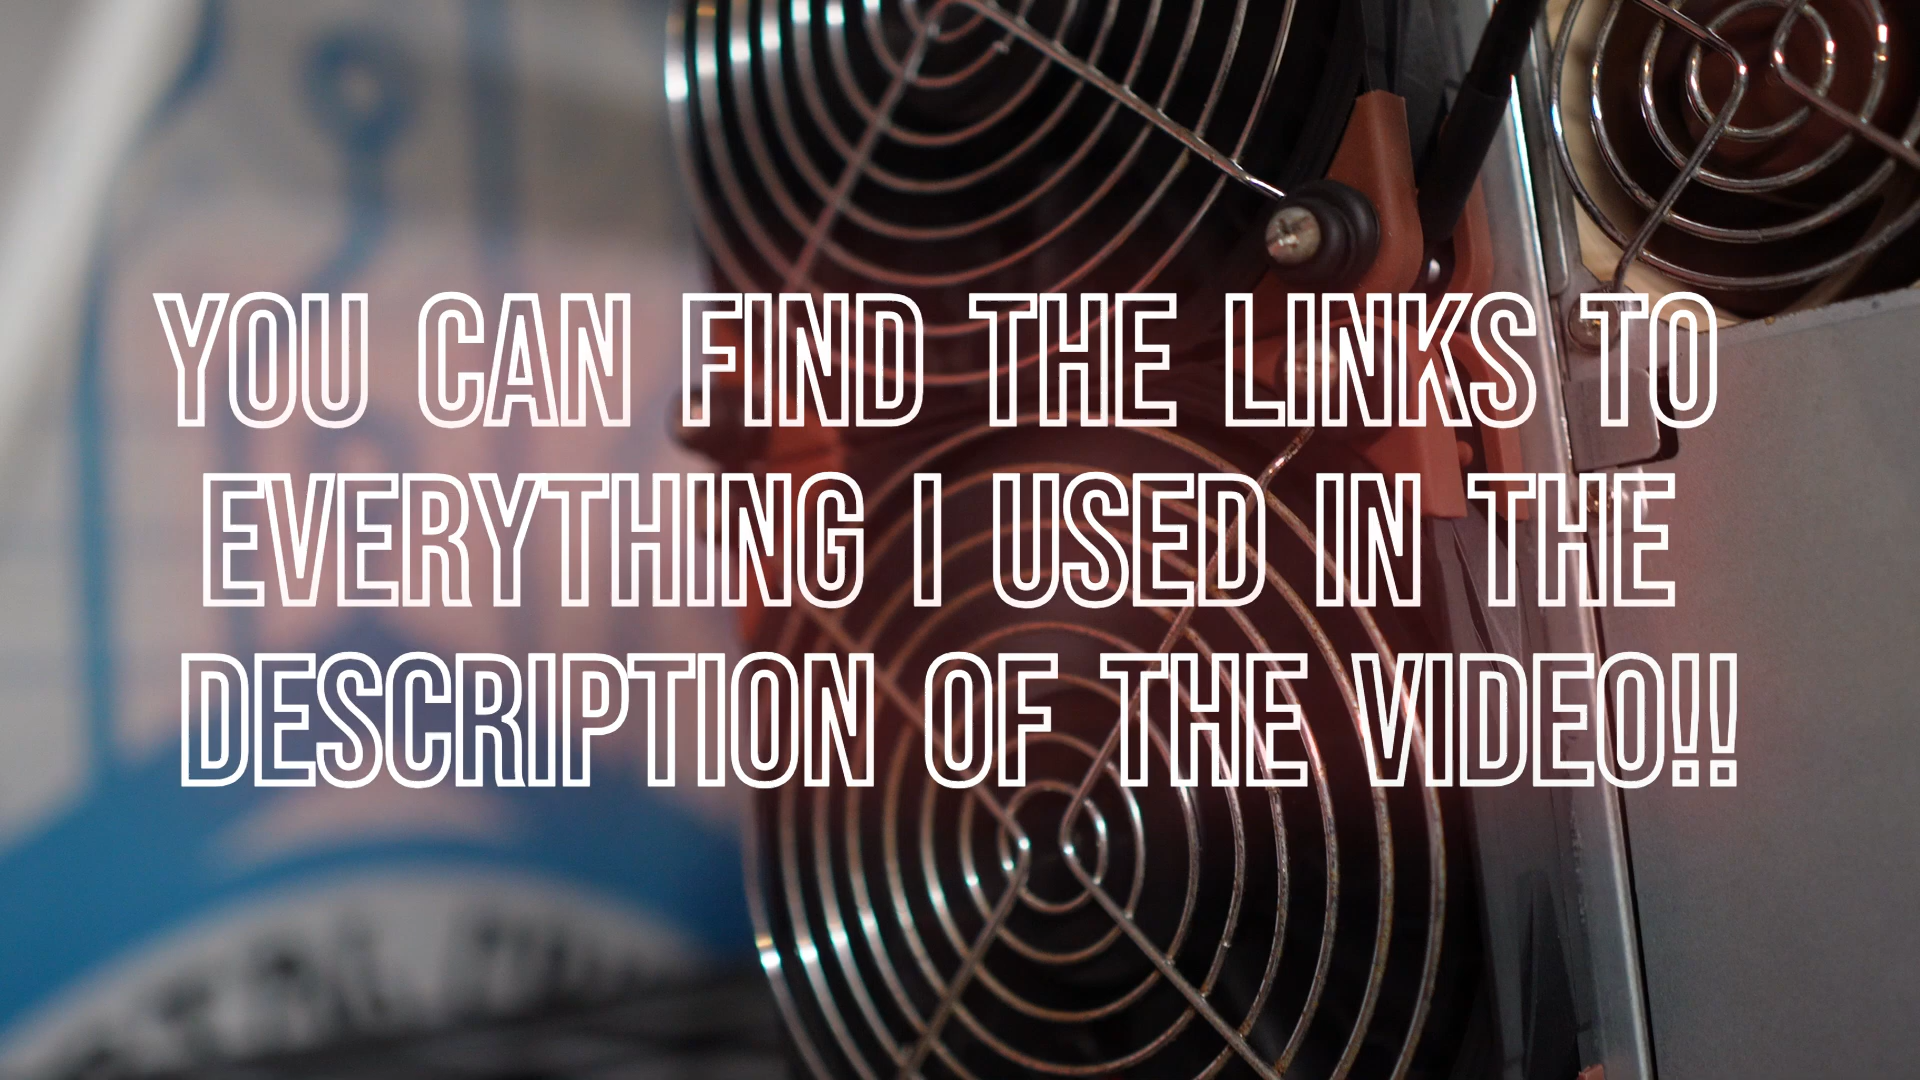 YOU CAN FIND THE LINKS TO
EVERYTHING I USED IN THE
DESCRIPTION OF THE VIDEO!!